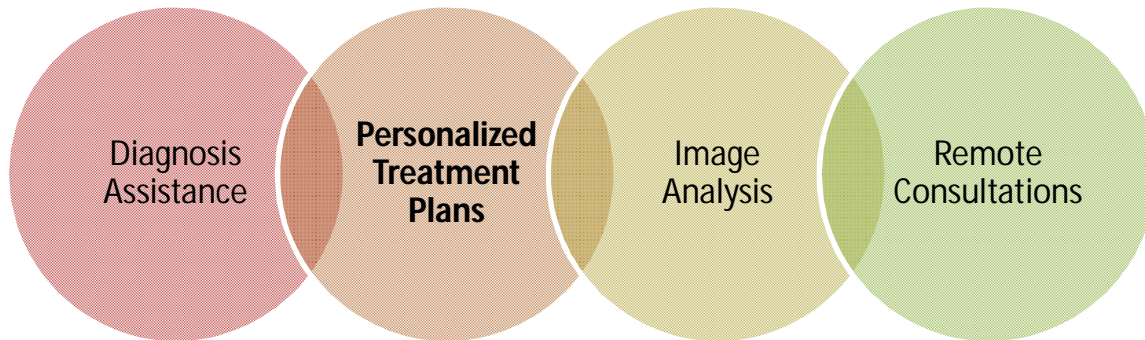 Diagnosis
Assistance
Personalized
Treatment
Plans
Image
Analysis
Remote
Consultations